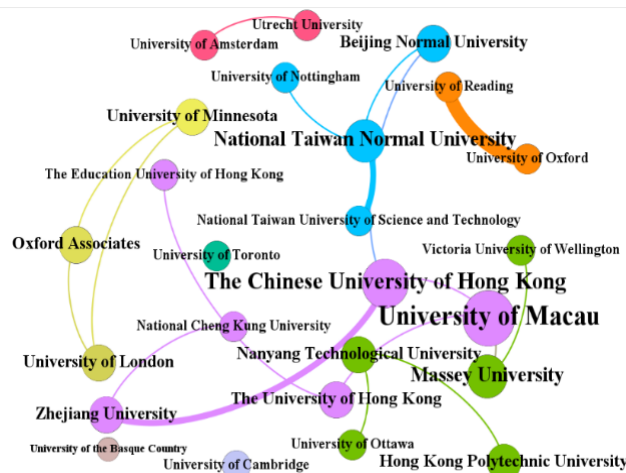 Utrecht University
University of Amsterdam
Beijing Normal University
University of Nottingham
University of Reading
University of Minnesota
National Taiwan Normal University
University of Oxford
The Education University of Hong Kong
National Taiwan University of Science and Technology
Oxford Associates
University of Toronto
Victoria University of Wellington
The Chinese University of Hong Kong
University of Macau
National Cheng Kung University
Nanyang Technological University
University of London
Massey University
The University of Hong Kong
Zhejiang University
University of the Basque Country
University of Ottawa
University of Cambridge
Hong Kong Polytechnic University